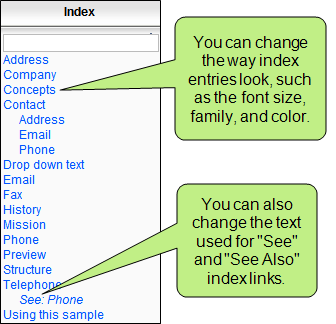 Index
Address
Company
Concepts
Contact
Address
Email
Phone
Drop down text
Email
Fax
History
Mission
Phone
Preview
Structure
Telephone
See: Phone
Using this sample
You can change
the way index
entries look, such
as the font size,
family, and color.
You can also
change the text
used for "See"
and "See Also"
index links.